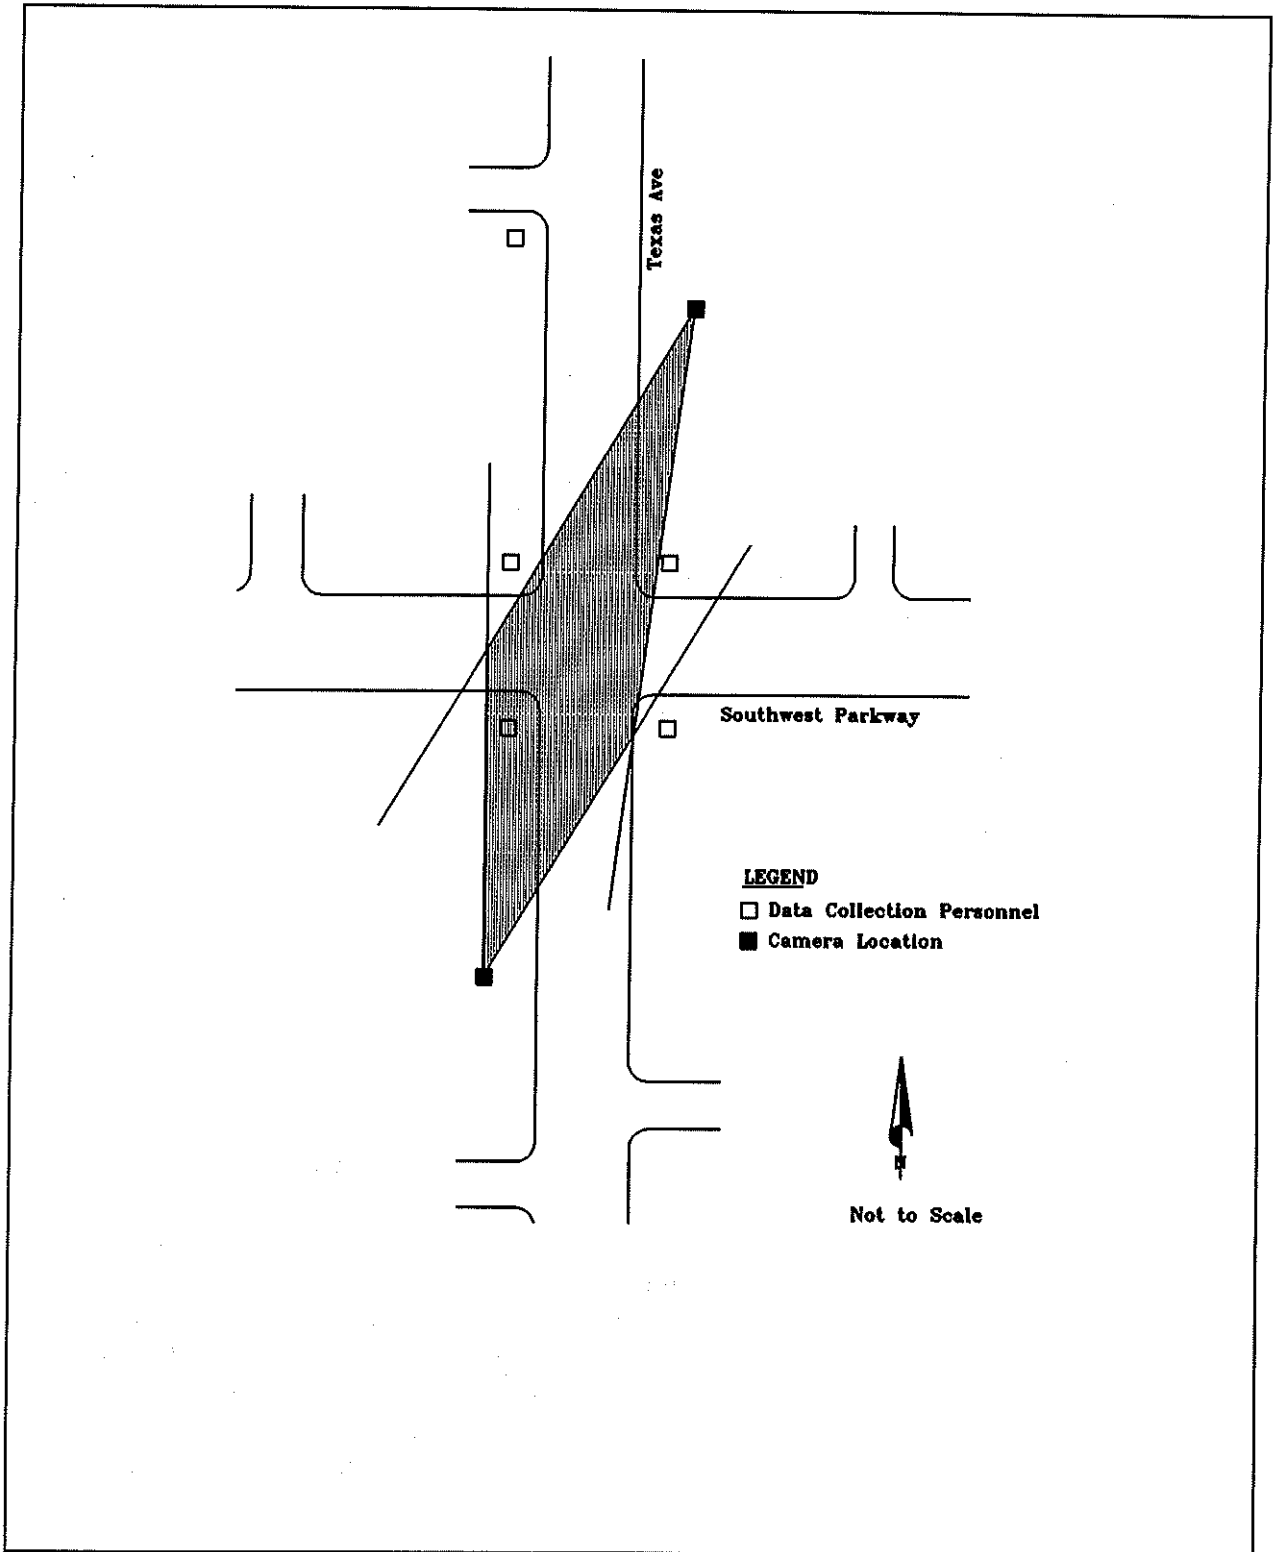 Texas Ave
Southwest Parkway
LEGEND
Data Collection Personnel
Camera Location
N
Not to Scale